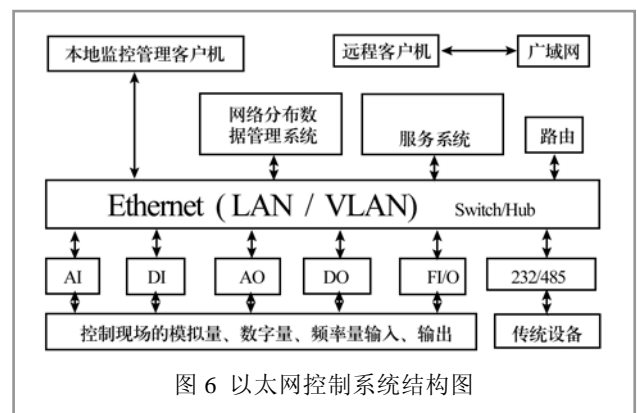 本地监控管理客户机
远程客户机
广域网
网络分布数
据管理系统
服务系统
路由
Ethernet ( LAN / VLAN) Switch/Hub
AI
DI
AO
DO
FI/O
232/485
控制现场的模拟量、数字量、频率量输入、输出
传统设备
图 6 以太网控制系统结构图